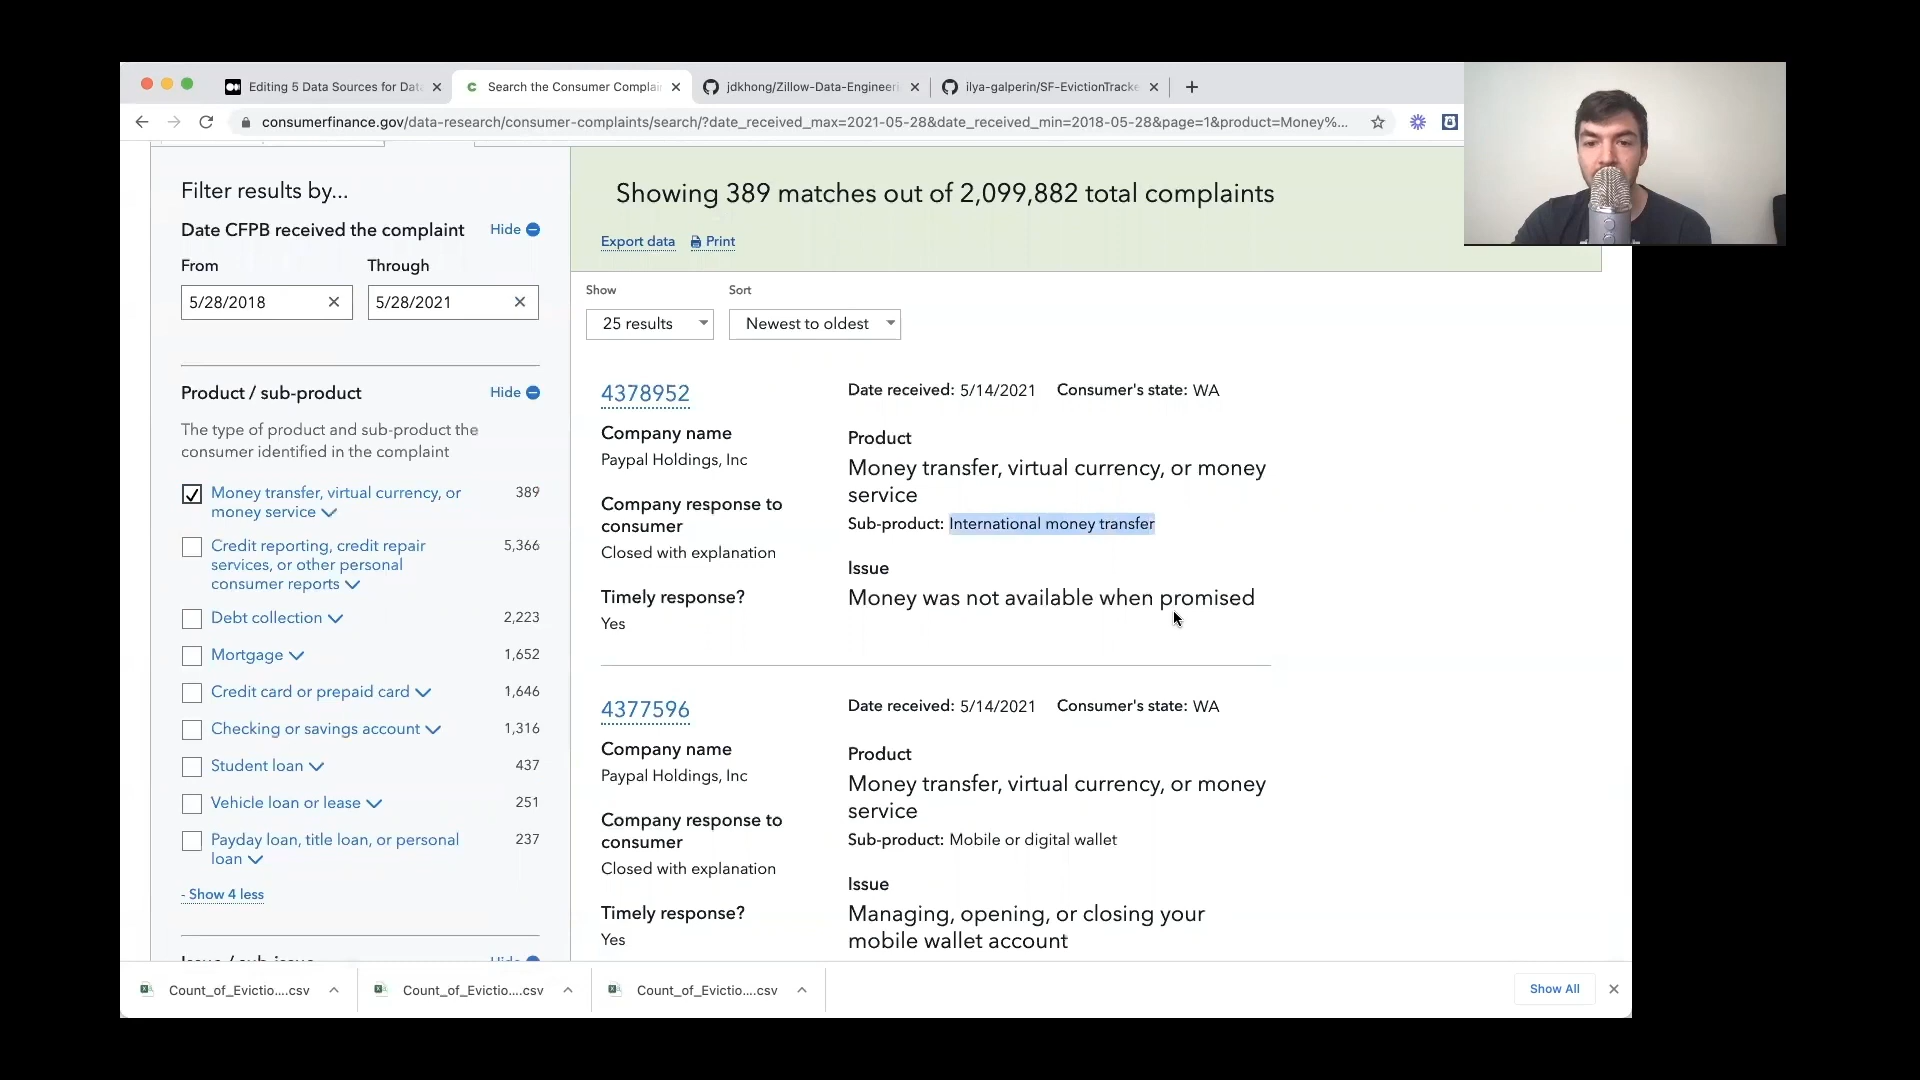 Editing 5 Data Sources for Dat
Search the Consumer Complai
jdkhong/Zillow-Data-Engineeri
ilya-galperin/SF-EvictionTracke
consumerfinance.gov/data-research/consumer-complaints/search/?date_received_max=2021-05-28&date_received_min=2018-05-28&page=1&product=Money%...
Filter results by...
Date CFPB received the complaint
Hide
From
Through
5/28/2018
5/28/2021
Product / sub-product
Hide
The type of product and sub-product the
consumer identified in the complaint
Money transfer, virtual currency, or
money service
389
Credit reporting, credit repair
services, or other personal
consumer reports
5,366
Debt collection
2,223
Mortgage
1,652
Credit card or prepaid card
1,646
Checking or savings account
1,316
Student loan
437
Vehicle loan or lease
251
Payday loan, title loan, or personal
loan
237
- Show 4 less
Issue / sub-issue
Hide
Showing 389 matches out of 2,099,882 total complaints
Export data
Print
Show
Sort
25 results
Newest to oldest
4378952
Date received: 5/14/2021
Consumer's state: WA
Company name
Paypal Holdings, Inc
Company response to
consumer
Closed with explanation
Timely response?
Yes
Product
Money transfer, virtual currency, or money
service
Sub-product: International money transfer
Issue
Money was not available when promised
4377596
Date received: 5/14/2021
Consumer's state: WA
Company name
Paypal Holdings, Inc
Company response to
consumer
Closed with explanation
Timely response?
Yes
Product
Money transfer, virtual currency, or money
service
Sub-product: Mobile or digital wallet
Issue
Managing, opening, or closing your
mobile wallet account
Count_of_Evictio....csv
Count_of_Evictio....csv
Count_of_Evictio....csv
Show All